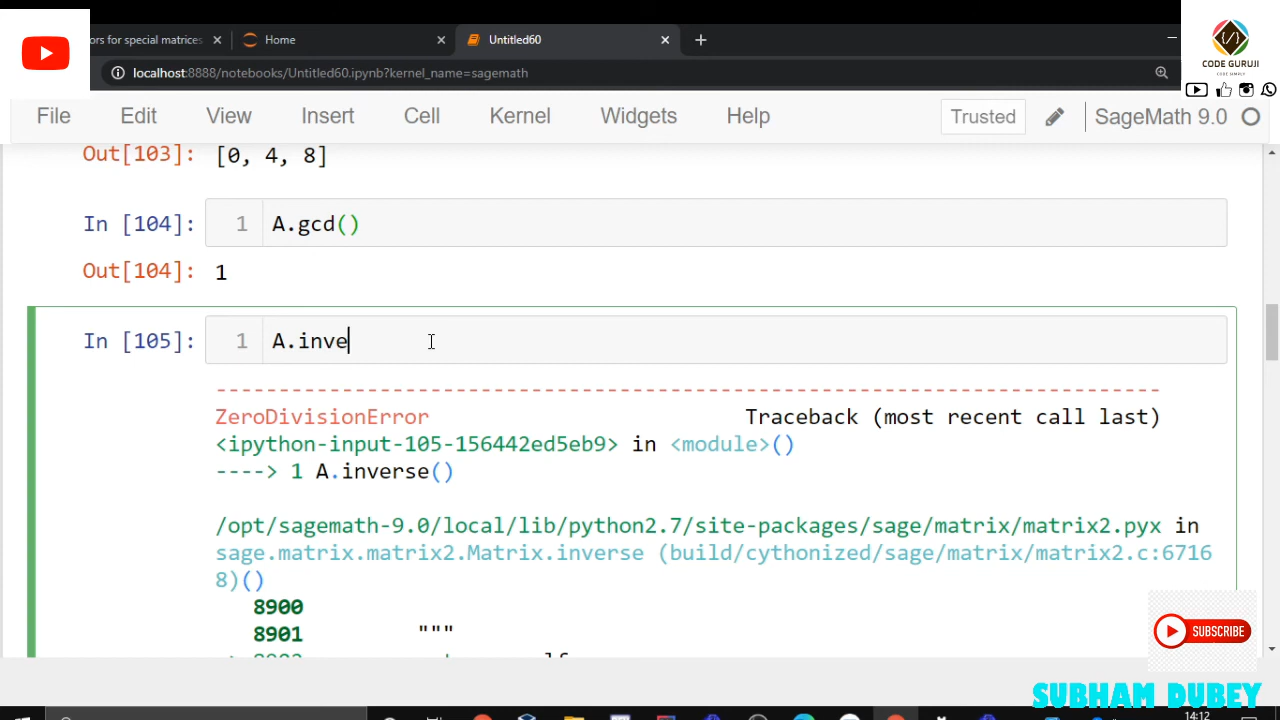 ors for special matrices
Home
Untitled60
localhost:8888/notebooks/Untitled60.ipynb?kernel_name=sagemath
CODE GURUJI
CODE SIMPLY
File Edit View Insert Cell Kernel Widgets Help Trusted SageMath 9.0
Out[103]: [0, 4, 8]
In [104]: 1 A.gcd()
Out[104]: 1
In [105]: 1 A.inve
---------------------------------------------------------------------------
ZeroDivisionError Traceback (most recent call last)
<ipython-input-105-156442ed5eb9> in <module>()
----> 1 A.inverse()
/opt/sagemath-9.0/local/lib/python2.7/site-packages/sage/matrix/matrix2.pyx in
sage.matrix.matrix2.Matrix.inverse (build/cythonized/sage/matrix/matrix2.c:6716
8)()
8900
8901 """
SUBSCRIBE
SUBHAM DUBEY
14:12